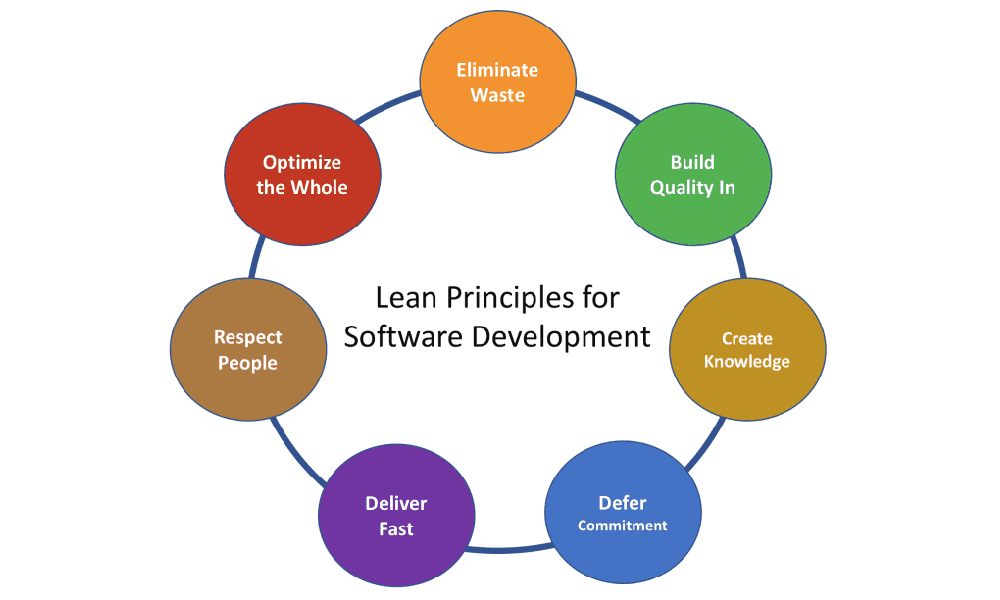 Eliminate
Waste
Build
Quality In
Create
Knowledge
Defer
Commitment
Deliver
Fast
Respect
People
Optimize
the Whole
Lean Principles for
Software Development